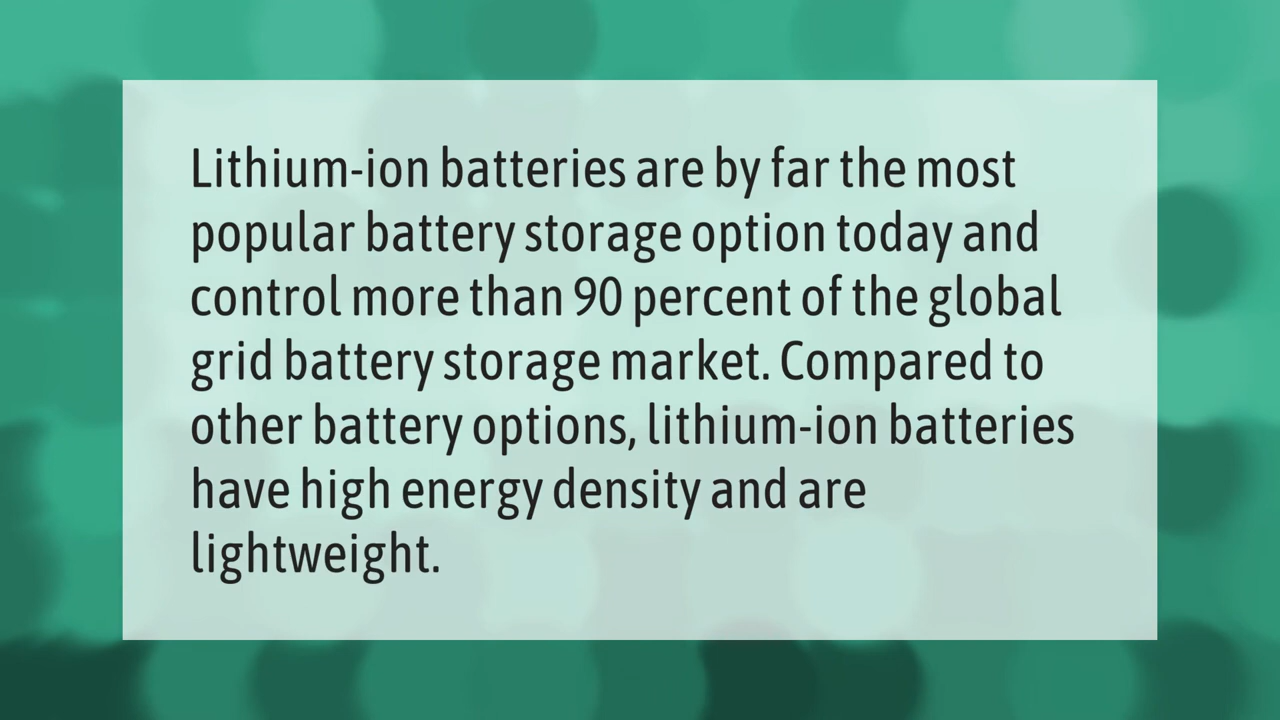 Lithium-ion batteries are by far the most
popular battery storage option today and
control more than 90 percent of the global
grid battery storage market. Compared to
other battery options, lithium-ion batteries
have high energy density and are
lightweight.